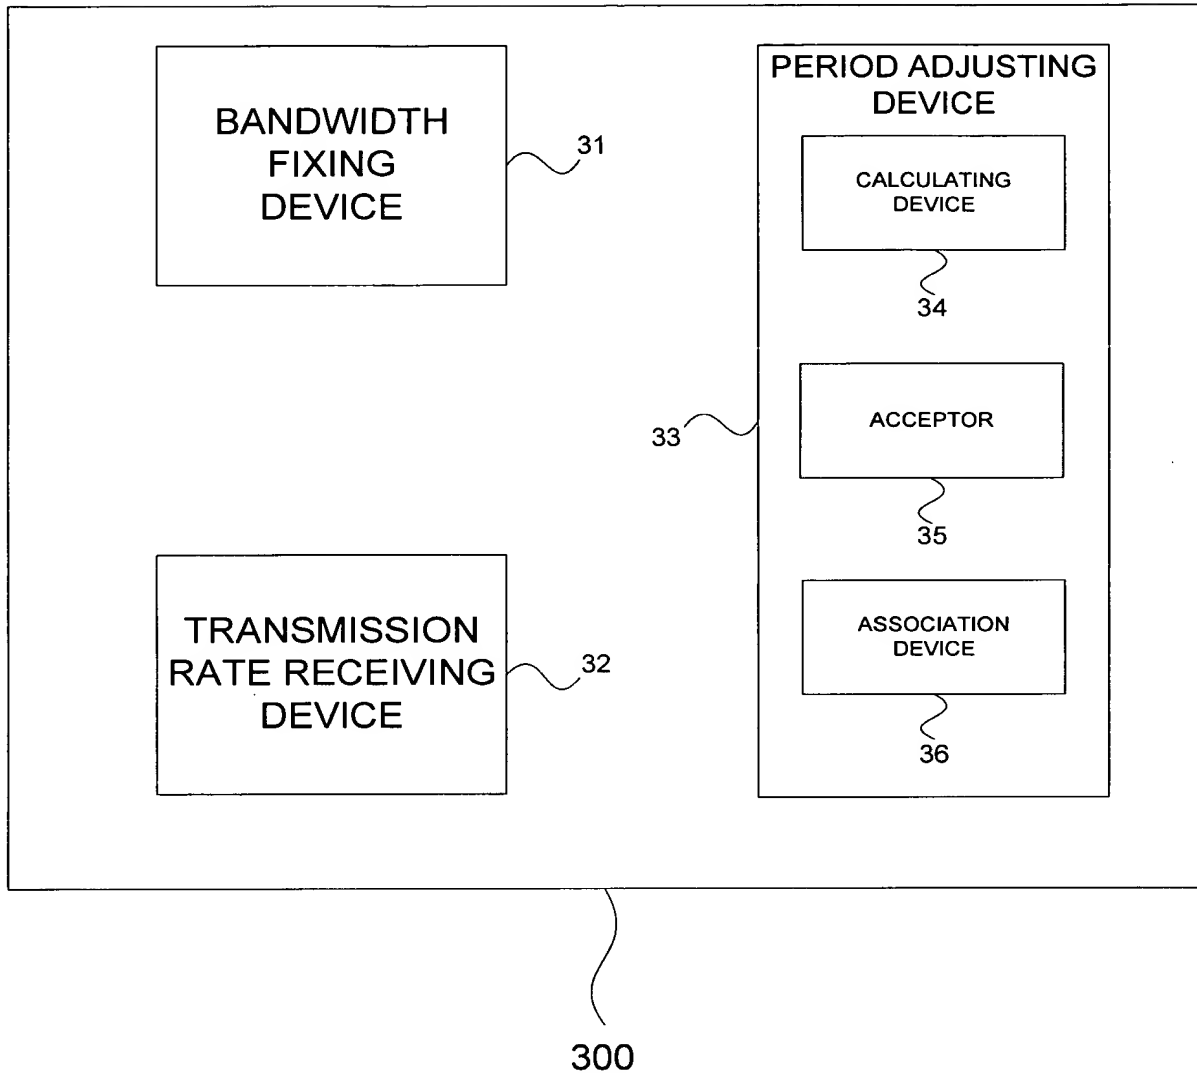 BANDWIDTH
FIXING
DEVICE
31
TRANSMISSION
RATE RECEIVING
DEVICE
32
PERIOD ADJUSTING
DEVICE
33
CALCULATING
DEVICE
34
ACCEPTOR
35
ASSOCIATION
DEVICE
36
300